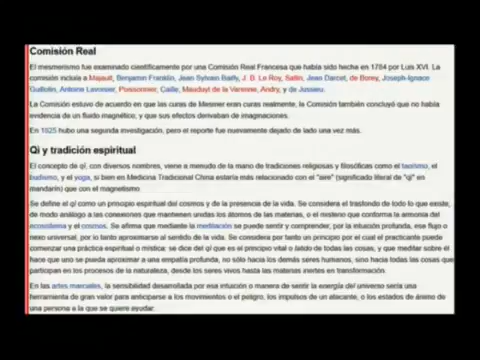 Comisión Real
El mesmerismo fue examinado científicamente por una Comisión Real Francesa que había sido hecha en 1784 por Luis XVI. La
comisión incluía a Majault, Benjamin Franklin, Jean Sylvain Bailly, J. B. Le Roy, Sallin, Jean Darcet, de Borey, Joseph-Ignace
Guillotin, Antoine Lavoisier, Poissonnier, Caille, Mauduyt de la Varenne, Andry, y de Jussieu.
La Comisión estuvo de acuerdo en que las curas de Mesmer eran curas realmente, la Comisión también concluyó que no había
evidencia de un fluido magnético; y que sus efectos derivaban de imaginaciones.
En 1825 hubo una segunda investigación, pero el reporte fue nuevamente dejado de lado una vez más.
Qi y tradición espiritual
El concepto de qi, con diversos nombres, viene a menudo de la mano de tradiciones religiosas y filosóficas como el taoísmo, el
budismo, y el yoga, si bien en Medicina Tradicional China estaría más relacionado con el "aire" (significado literal de "qi" en
mandarín) que con el magnetismo.
Se define el qi como un principio espiritual del cosmos y de la presencia de la vida. Se considera el trasfondo de todo lo que existe,
de modo análogo a las conexiones que mantienen unidas los átomos de las materias, o el misterio que conforma la armonía del
ecosistema y el cosmos. Se afirma que mediante la meditación se puede sentir y comprender, por la intuición profunda, ese flujo o
nexo universal; por lo tanto aproximarse al sentido de la vida. Se considera por tanto un principio por el cual el practicante puede
comenzar una práctica espiritual o mística: se dice del qi que es el principio vital u oculto de todas las cosas, y que meditar sobre él
hace que uno se pueda aproximar a una empatía profunda, no sólo hacia los demás seres humanos, sino hacia todas las cosas que
participan en los procesos de la naturaleza, desde los seres vivos hasta las materias inertes en transformación.
En las artes marciales, la sensibilidad desarrollada por esa intuición o manera de sentir la energía del universo sería una
herramienta de gran valor para anticiparse a los movimientos o el peligro, los impulsos de un atacante, o los estados de ánimo de
una persona a la que se quiere ayudar.